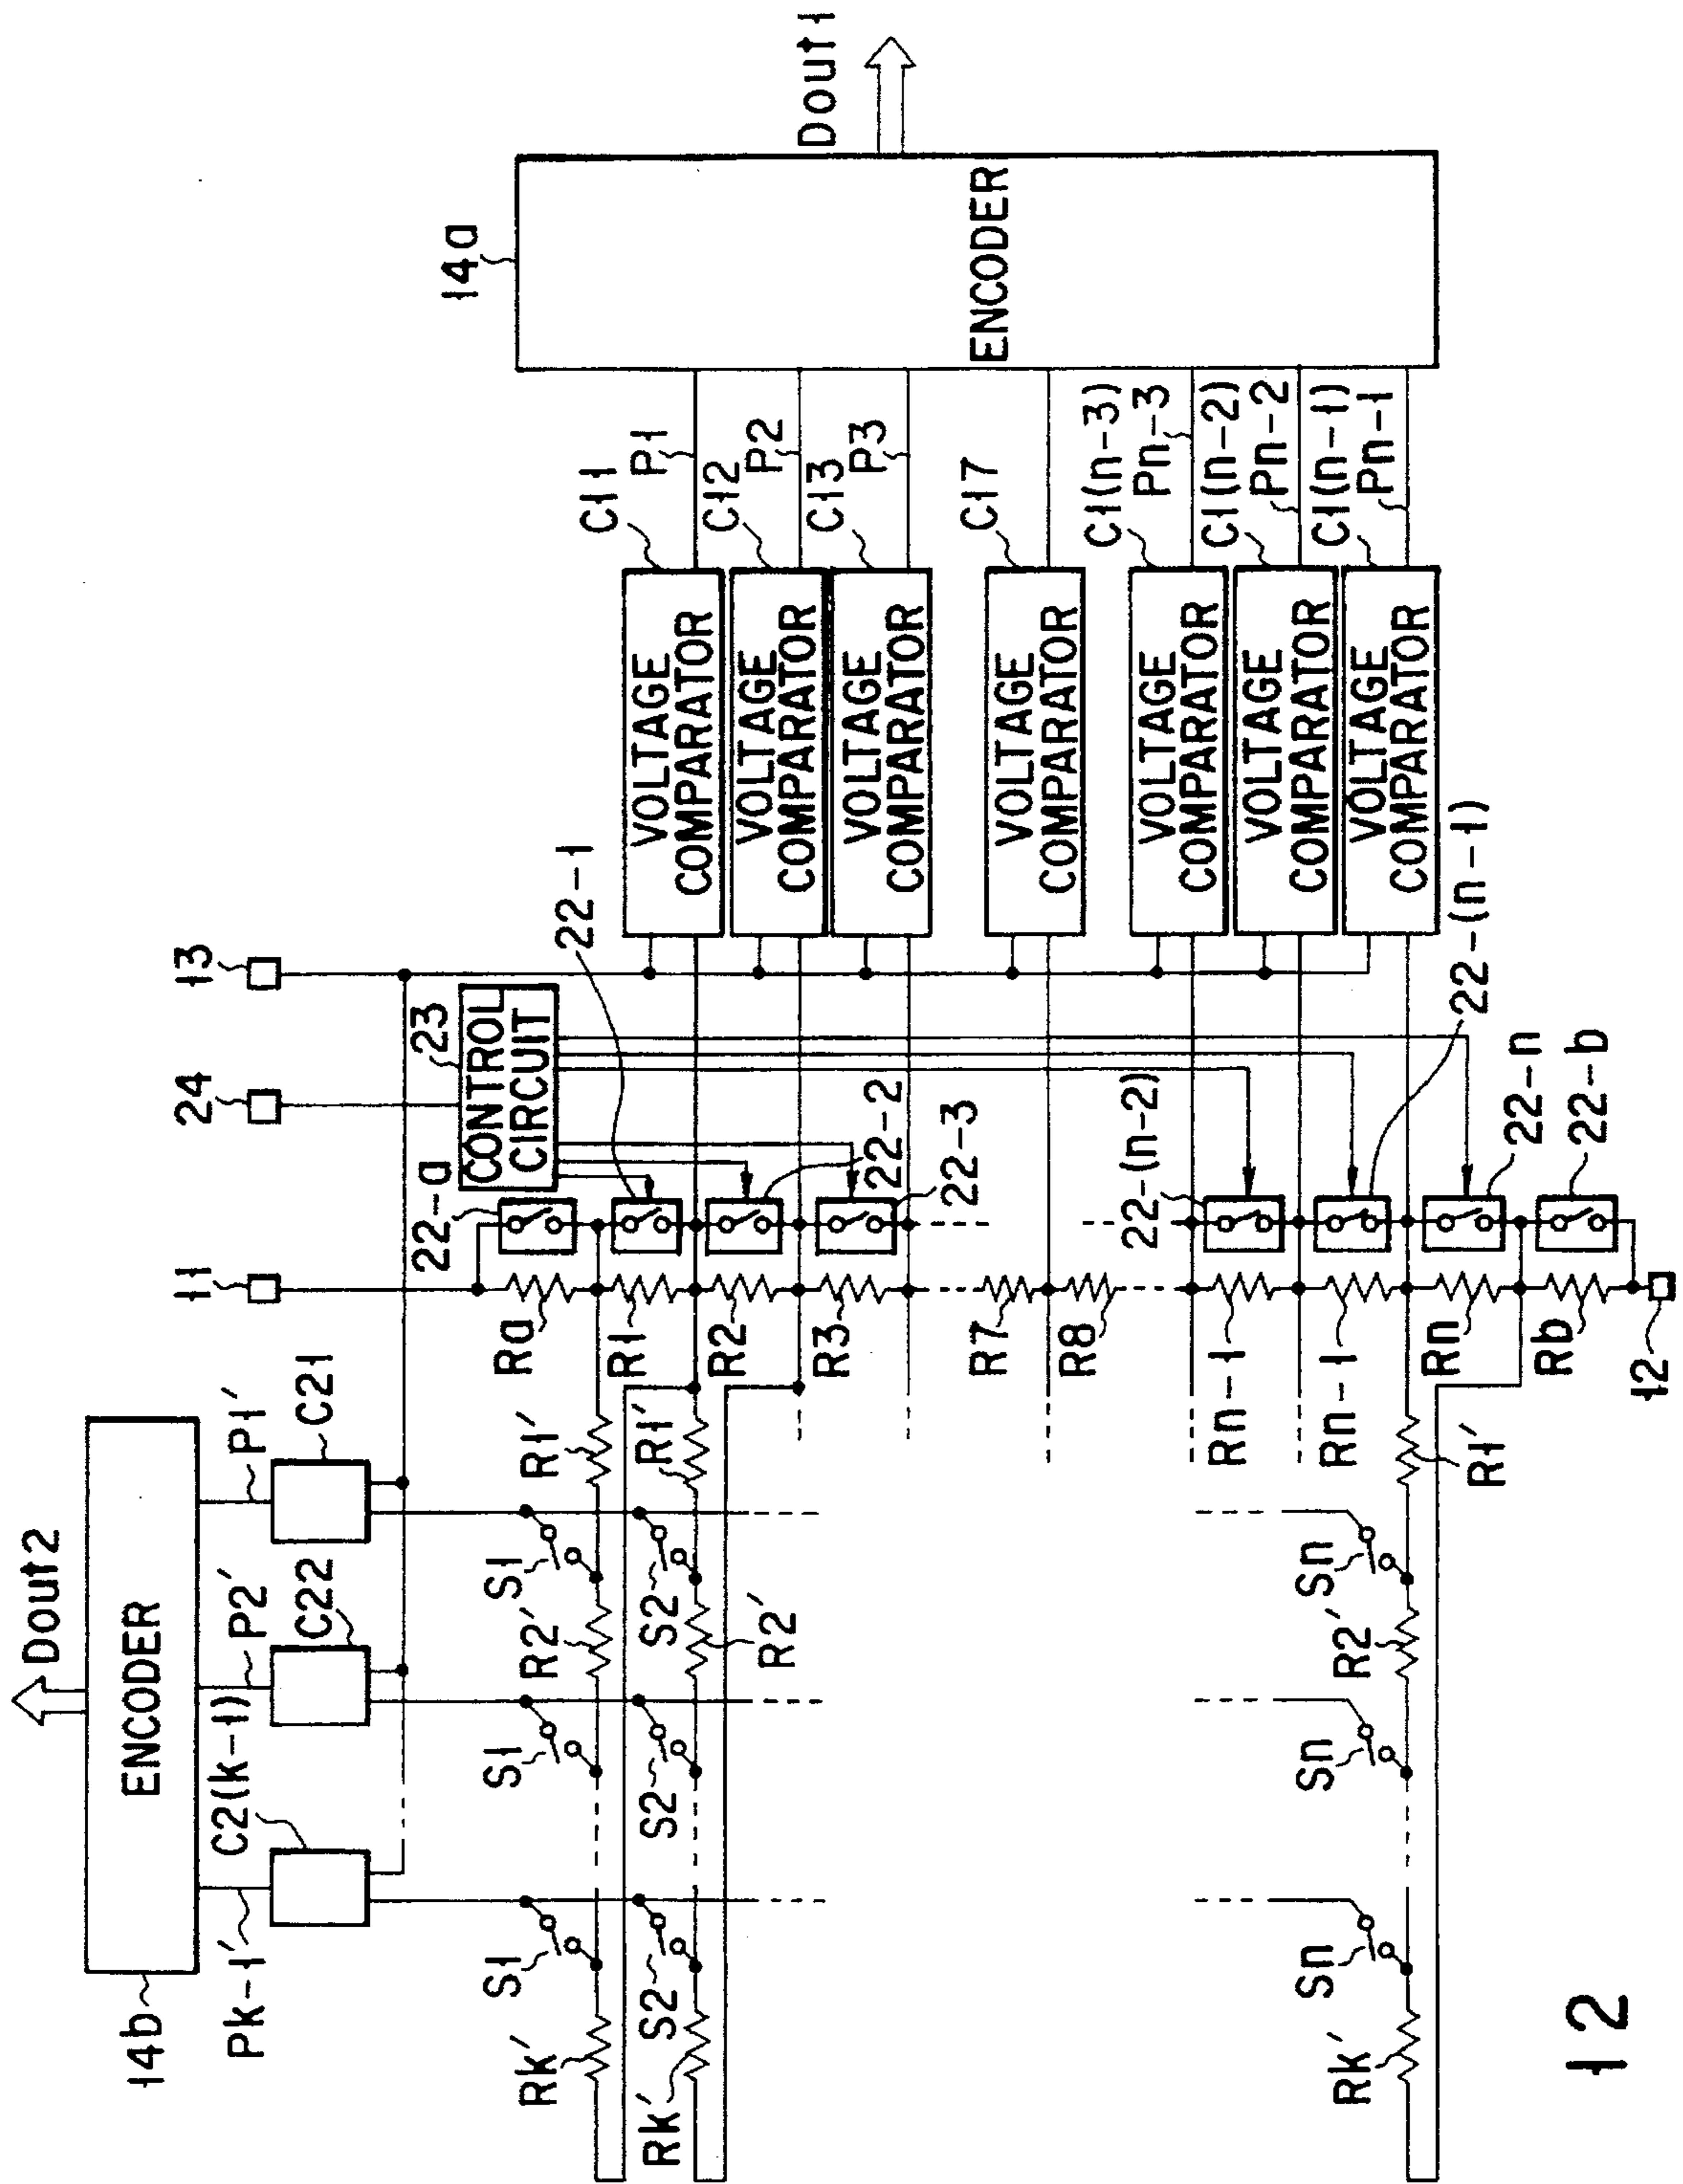 Dout1
14a
ENCODER
P1
P2
P3
C11
C12
C13
C17
C1(n-3)
Pn-3
C1(n-2)
Pn-2
C1(n-1)
Pn-1
VOLTAGE
COMPARATOR
VOLTAGE
COMPARATOR
VOLTAGE
COMPARATOR
VOLTAGE
COMPARATOR
VOLTAGE
COMPARATOR
VOLTAGE
COMPARATOR
VOLTAGE
COMPARATOR
13
24
11
23
CONTROL
CIRCUIT
22-a
22-1
22-2
22-3
22-(n-2)
22-(n-1)
22-n
22-b
Ra
R1
R2
R3
R7
R8
Rn-1
Rn-1
Rn
Rb
12
Dout2
ENCODER
14b
P1'
P2'
Pk-1'
C21
C22
C2(k-1)
R1'
R1'
R1'
S1
S2
Sn
R2'
R2'
R2'
S1
S2
Sn
S1
S2
Sn
Rk'
Rk'
Rk'
12